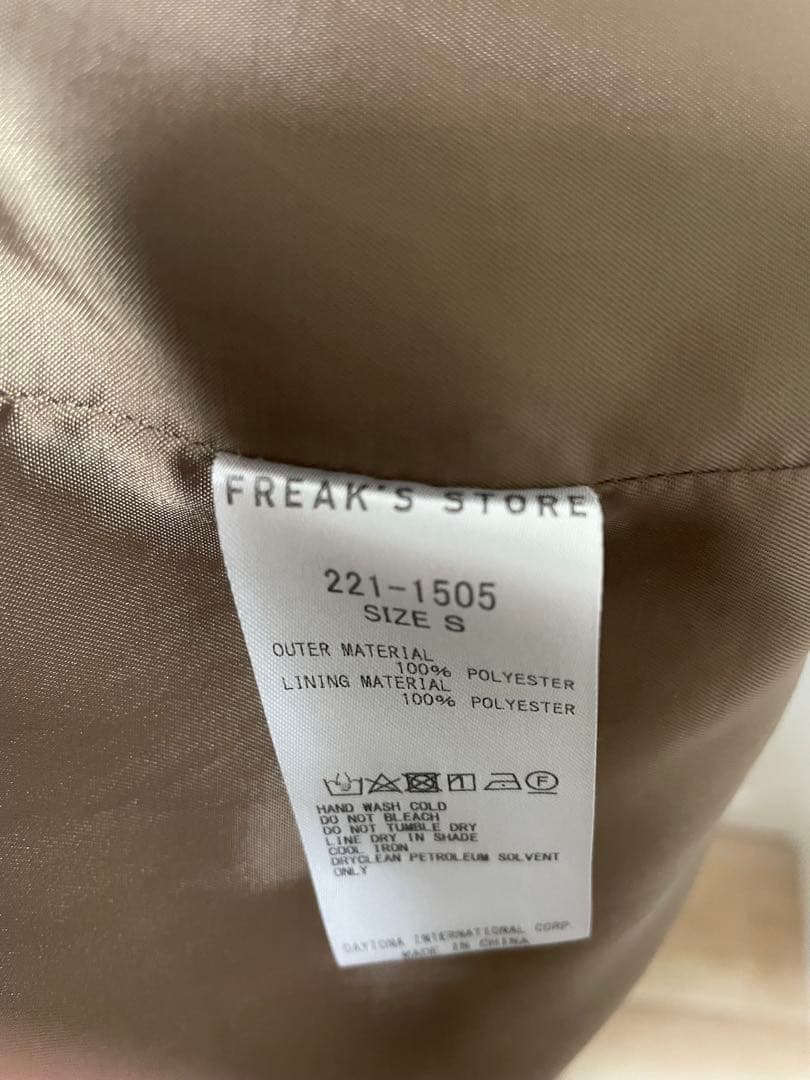 FREAK'S STORE
221-1505
SIZE S
OUTER MATERIAL
100% POLYESTER
LINING MATERIAL
100% POLYESTER
F
HAND WASH COLD
DO NOT BLEACH
DO NOT TUMBLE DRY
LINE DRY IN SHADE
COOL IRON
DRYCLEAN PETROLEUM SOLVENT
ONLY
DAYTONA INTERNATIONAL CORP
MADE IN CHINA